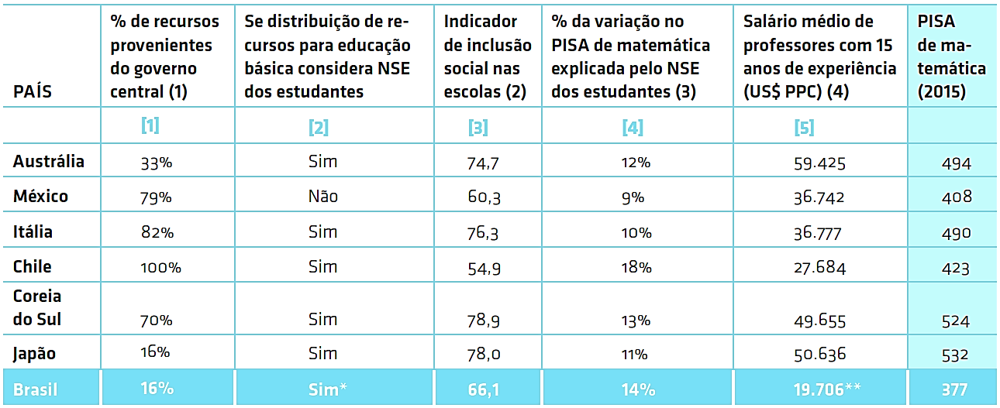 PAÍS | % de recursos provenientes do governo central (1) | Se distribuição de re-cursos para educação básica considera NSE dos estudantes | Indicador de inclusão social nas escolas (2) | % da variação no PISA de matemática explicada pelo NSE dos estudantes (3) | Salário médio de professores com 15 anos de experiência (US$ PPC) (4) | PISA de ma-temática (2015)
[1] | [2] | [3] | [4] | [5]
Austrália | 33% | Sim | 74,7 | 12% | 59.425 | 494
México | 79% | Não | 60,3 | 9% | 36.742 | 408
Itália | 82% | Sim | 76,3 | 10% | 36.777 | 490
Chile | 100% | Sim | 54,9 | 18% | 27.684 | 423
Coreia do Sul | 70% | Sim | 78,9 | 13% | 49.655 | 524
Japão | 16% | Sim | 78,0 | 11% | 50.636 | 532
Brasil | 16% | Sim* | 66,1 | 14% | 19.706** | 377